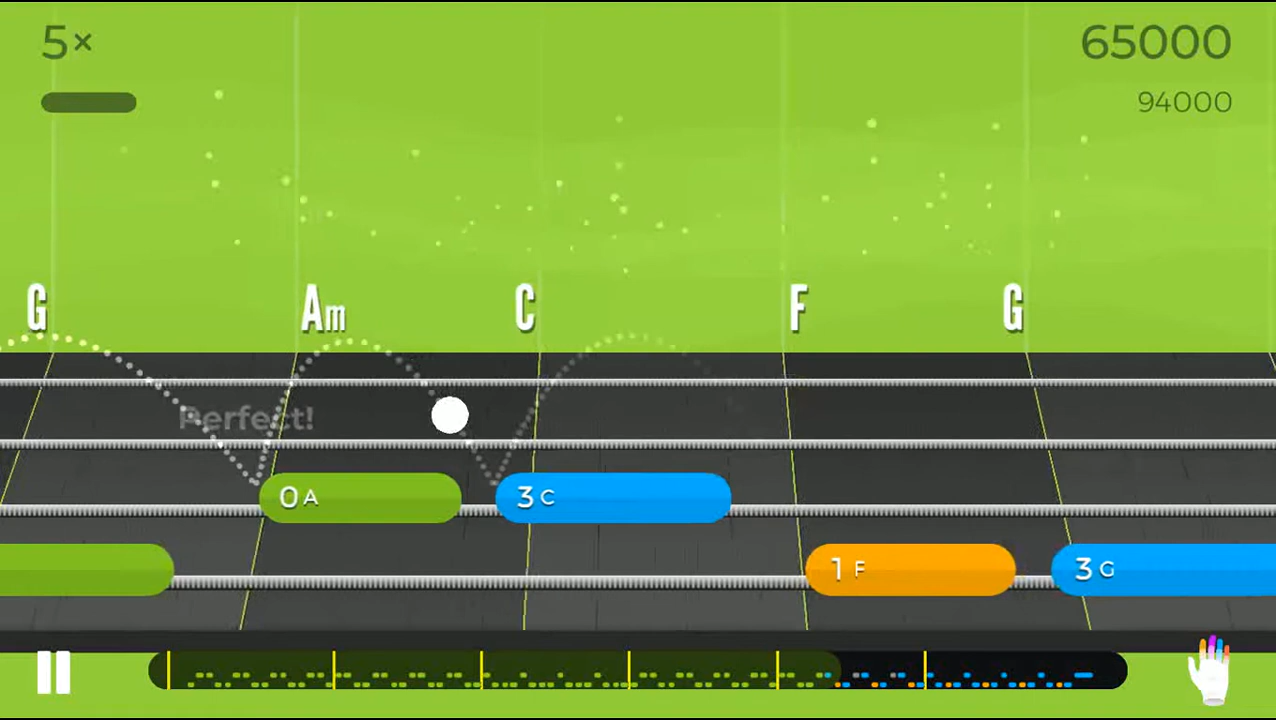 5×
65000
94000
G Am C F G
Perfect!
0 A 3 C
1 F 3 G